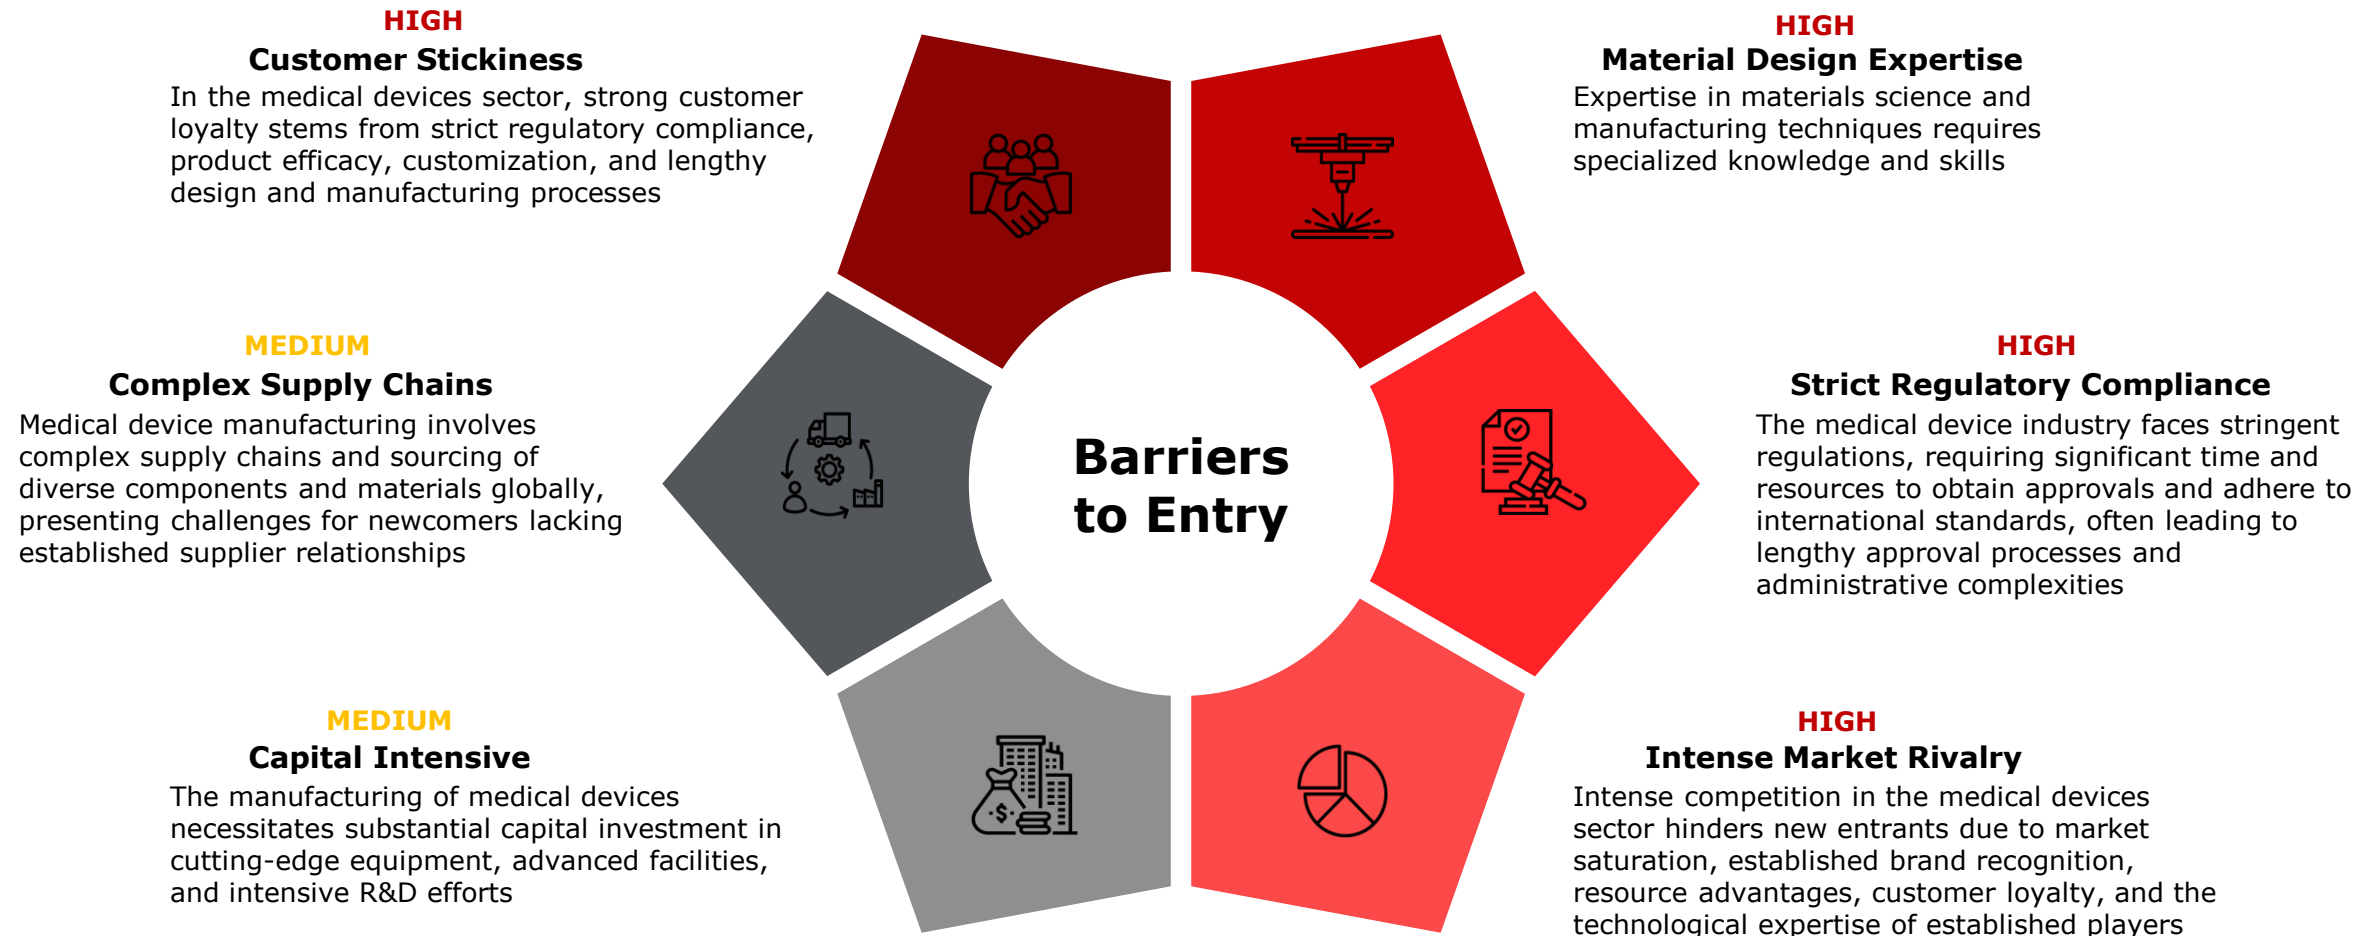 HIGH
Customer Stickiness
In the medical devices sector, strong customer
loyalty stems from strict regulatory compliance,
product efficacy, customization, and lengthy
design and manufacturing processes
HIGH
Material Design Expertise
Expertise in materials science and
manufacturing techniques requires
specialized knowledge and skills
MEDIUM
Complex Supply Chains
Medical device manufacturing involves
complex supply chains and sourcing of
diverse components and materials globally,
presenting challenges for newcomers lacking
established supplier relationships
Barriers
to Entry
HIGH
Strict Regulatory Compliance
The medical device industry faces stringent
regulations, requiring significant time and
resources to obtain approvals and adhere to
international standards, often leading to
lengthy approval processes and
administrative complexities
MEDIUM
Capital Intensive
The manufacturing of medical devices
necessitates substantial capital investment in
cutting-edge equipment, advanced facilities,
and intensive R&D efforts
$
HIGH
Intense Market Rivalry
Intense competition in the medical devices
sector hinders new entrants due to market
saturation, established brand recognition,
resource advantages, customer loyalty, and the
technological expertise of established players